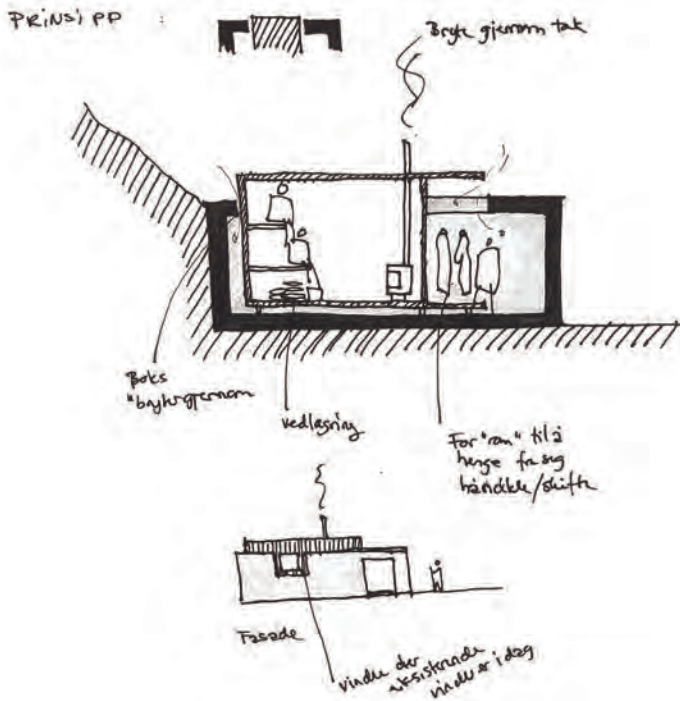 PRINSIPP :
Bryte gjennom tak
Boks
"bryter gjennom
vedlagring
For "rom" til å
henge fra seg
håndkle/skifte
Fasade
vindu der
eksisterende
vindu er i dag